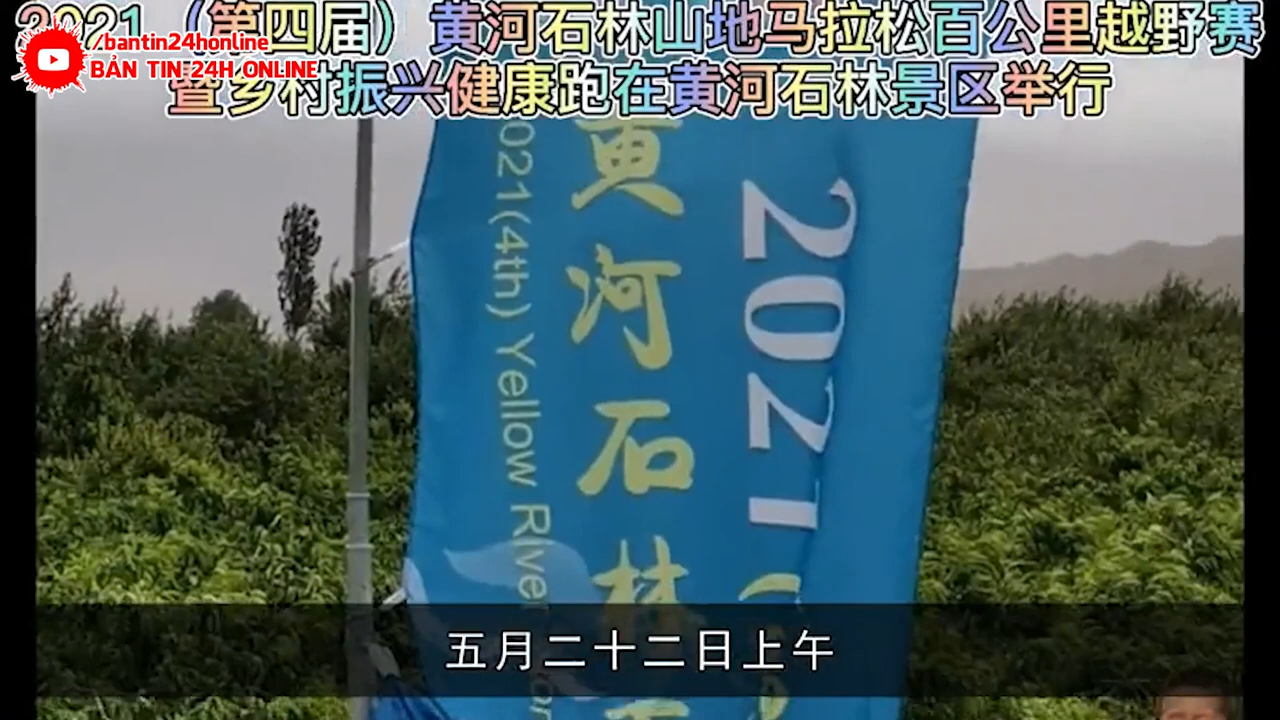 2021（第四届）黄河石林山地马拉松百公里越野赛
暨乡村振兴健康跑在黄河石林景区举行
/bantin24honline
BẢN TIN 24H ONLINE
2021
黄河石林
2021(4th) Yellow River
五月二十二日上午